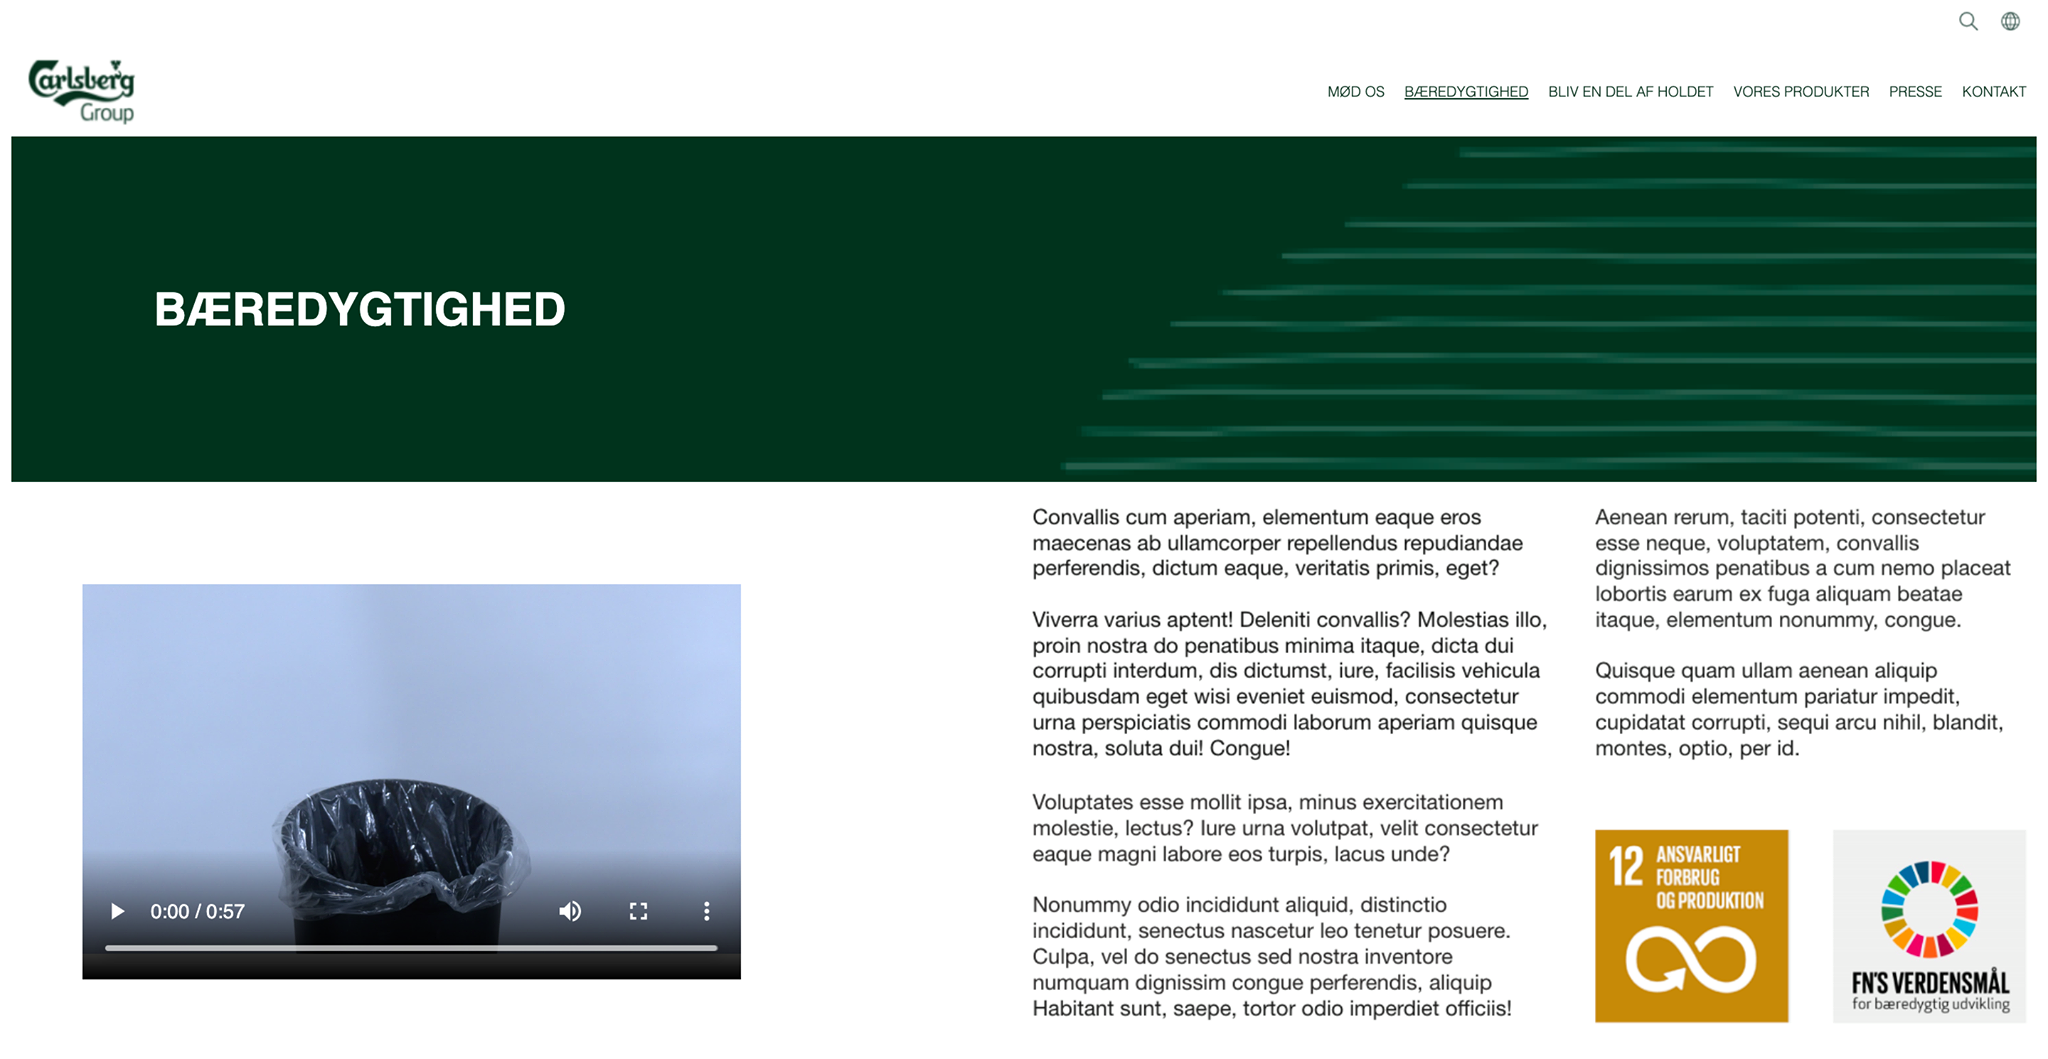 Carlsberg
Group
MØD OS BÆREDYGTIGHED BLIV EN DEL AF HOLDET VORES PRODUKTER PRESSE KONTAKT
BÆREDYGTIGHED
0:00 / 0:57
Convallis cum aperiam, elementum eaque eros
maecenas ab ullamcorper repellendus repudiandae
perferendis, dictum eaque, veritatis primis, eget?
Viverra varius aptent! Deleniti convallis? Molestias illo,
proin nostra do penatibus minima itaque, dicta dui
corrupti interdum, dis dictumst, iure, facilisis vehicula
quibusdam eget wisi eveniet euismod, consectetur
urna perspiciatis commodi laborum aperiam quisque
nostra, soluta dui! Congue!
Voluptates esse mollit ipsa, minus exercitationem
molestie, lectus? Iure urna volutpat, velit consectetur
eaque magni labore eos turpis, lacus unde?
Nonummy odio incididunt aliquid, distinctio
incididunt, senectus nascetur leo tenetur posuere.
Culpa, vel do senectus sed nostra inventore
numquam dignissim congue perferendis, aliquip
Habitant sunt, saepe, tortor odio imperdiet officiis!
Aenean rerum, taciti potenti, consectetur
esse neque, voluptatem, convallis
dignissimos penatibus a cum nemo placeat
lobortis earum ex fuga aliquam beatae
itaque, elementum nonummy, congue.
Quisque quam ullam aenean aliquip
commodi elementum pariatur impedit,
cupidatat corrupti, sequi arcu nihil, blandit,
montes, optio, per id.
12 ANSVARLIGT
FORBRUG
OG PRODUKTION
FN'S VERDENSMÅL
for bæredygtig udvikling